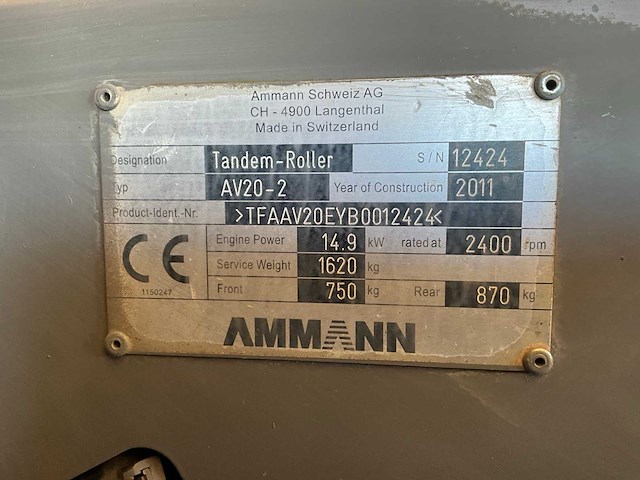 Ammann Schweiz AG
CH - 4900 Langenthal
Made in Switzerland
Designation Tandem-Roller S/N 12424
Typ AV20-2 Year of Construction 2011
Product-Ident.-Nr. >TFAAV20EYB0012424<
CE Engine Power 14.9 kW rated at 2400 rpm
Service Weight 1620 kg
1150247 Front 750 kg Rear 870 kg
AMMANN